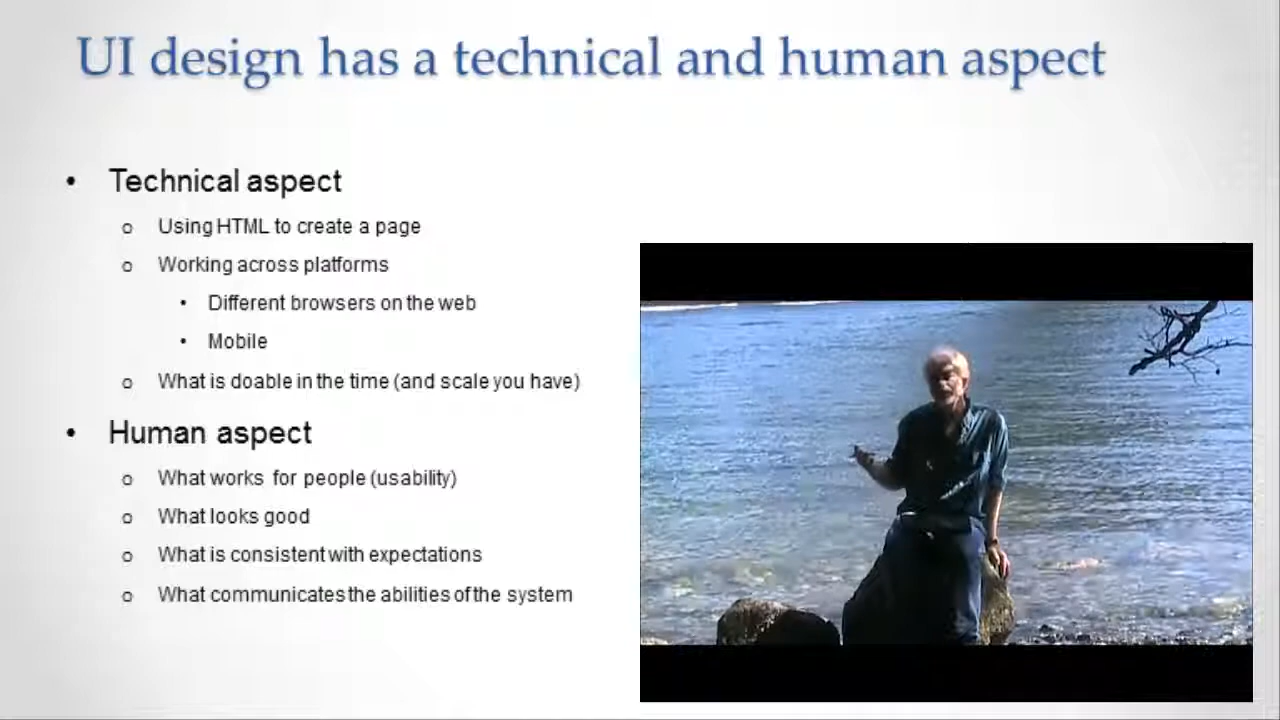 UI design has a technical and human aspect
• Technical aspect
o Using HTML to create a page
o Working across platforms
• Different browsers on the web
• Mobile
o What is doable in the time (and scale you have)
• Human aspect
o What works for people (usability)
o What looks good
o What is consistent with expectations
o What communicates the abilities of the system